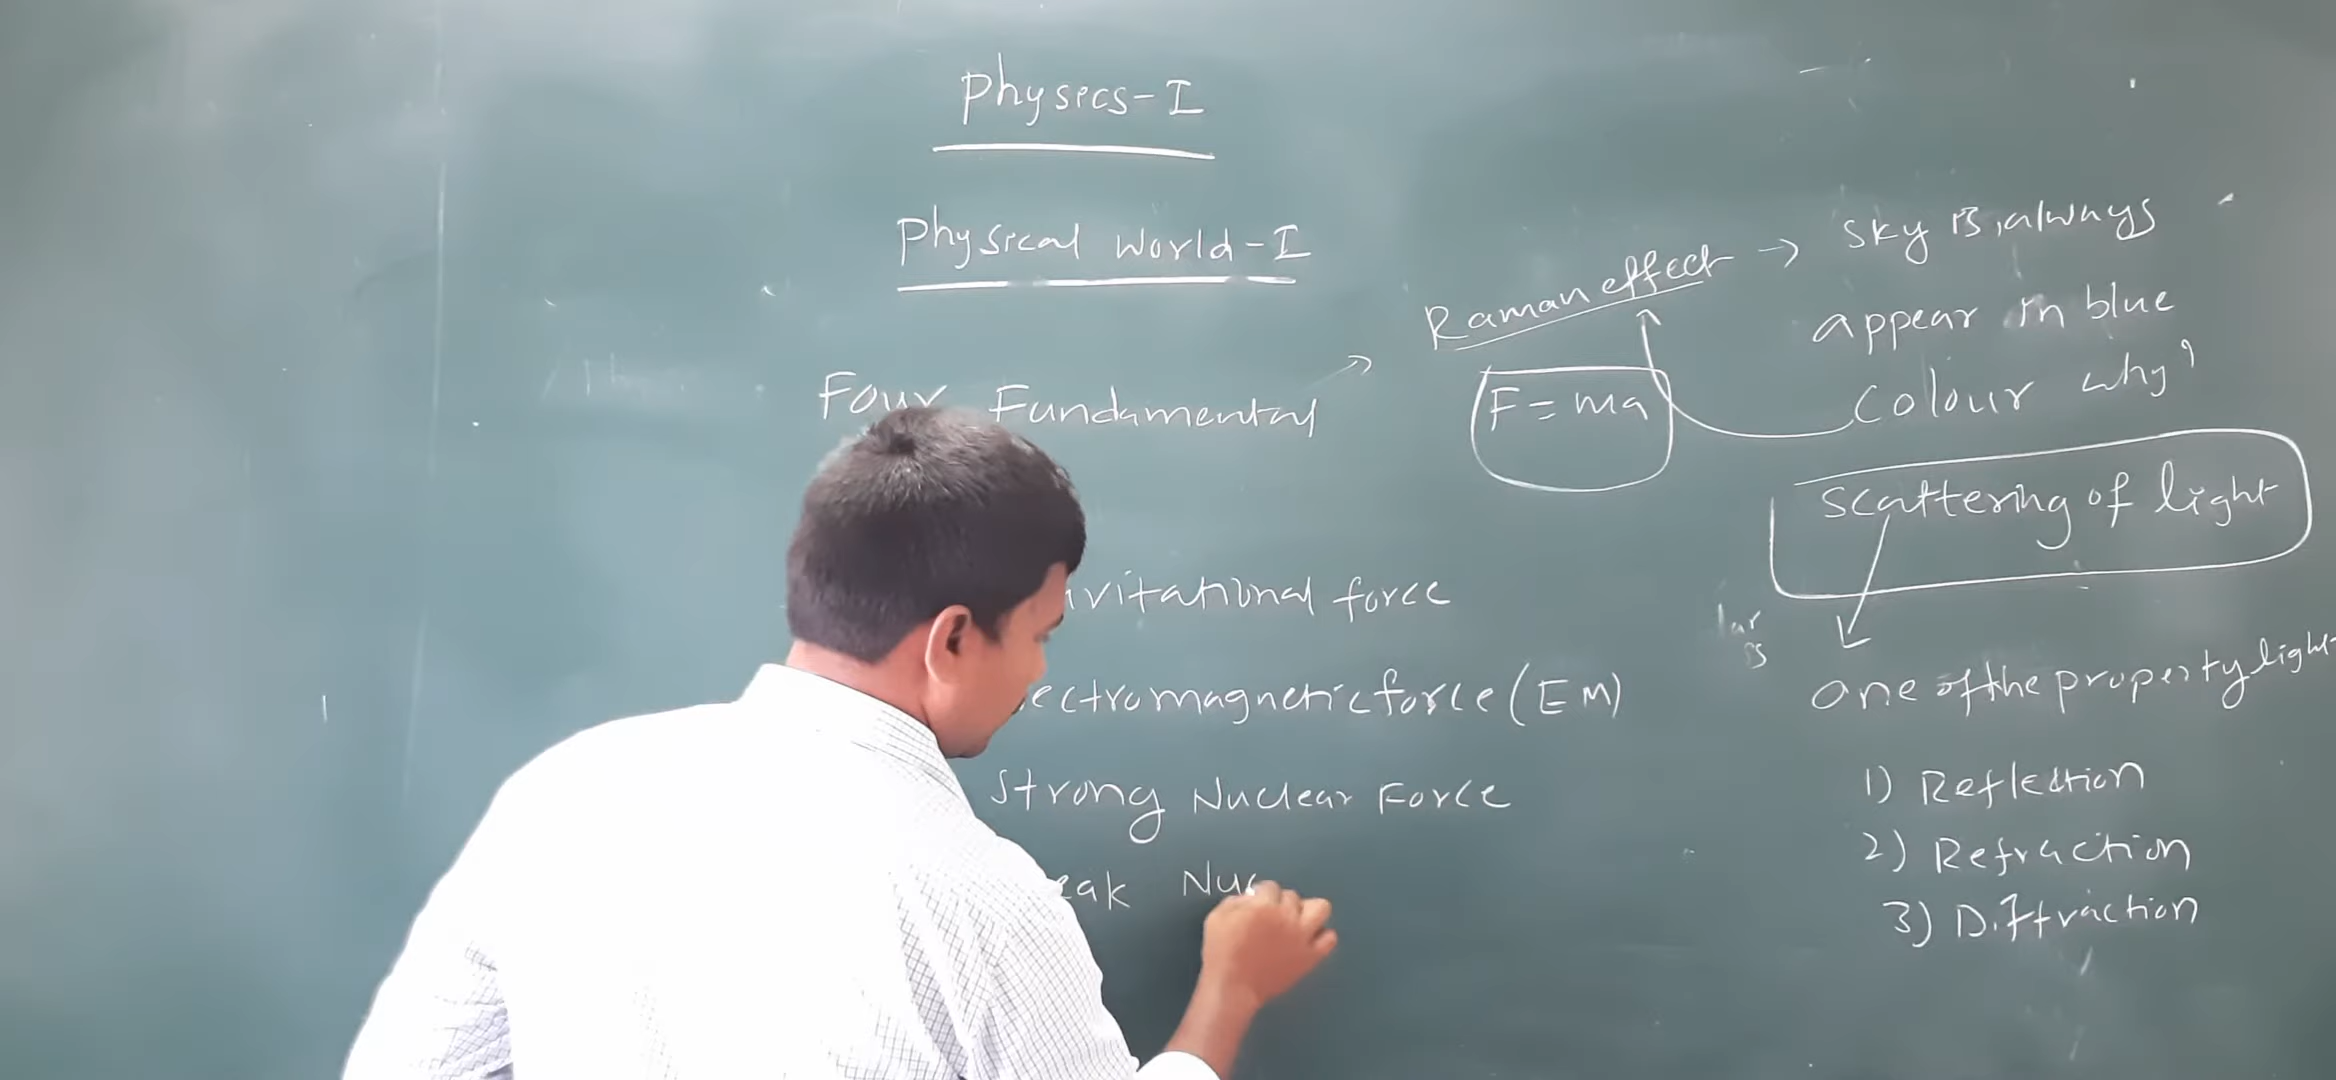 Physics-I
Physical World-I
Four Fundamental
vitational force
ectromagnetic force (EM)
Strong Nuclear Force
eak Nuc
Raman effect → sky is always
appear in blue
colour why?
F = ma
scattering of light
one of the property light
1) Reflection
2) Refraction
3) Diffraction